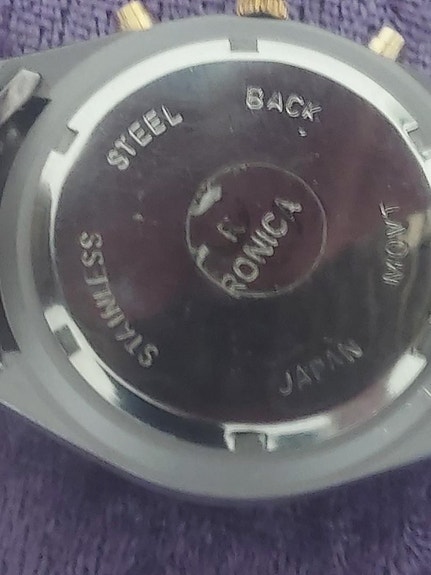 STAINLESS
STEEL
BACK
JAPAN
MOVT
R
RONICA